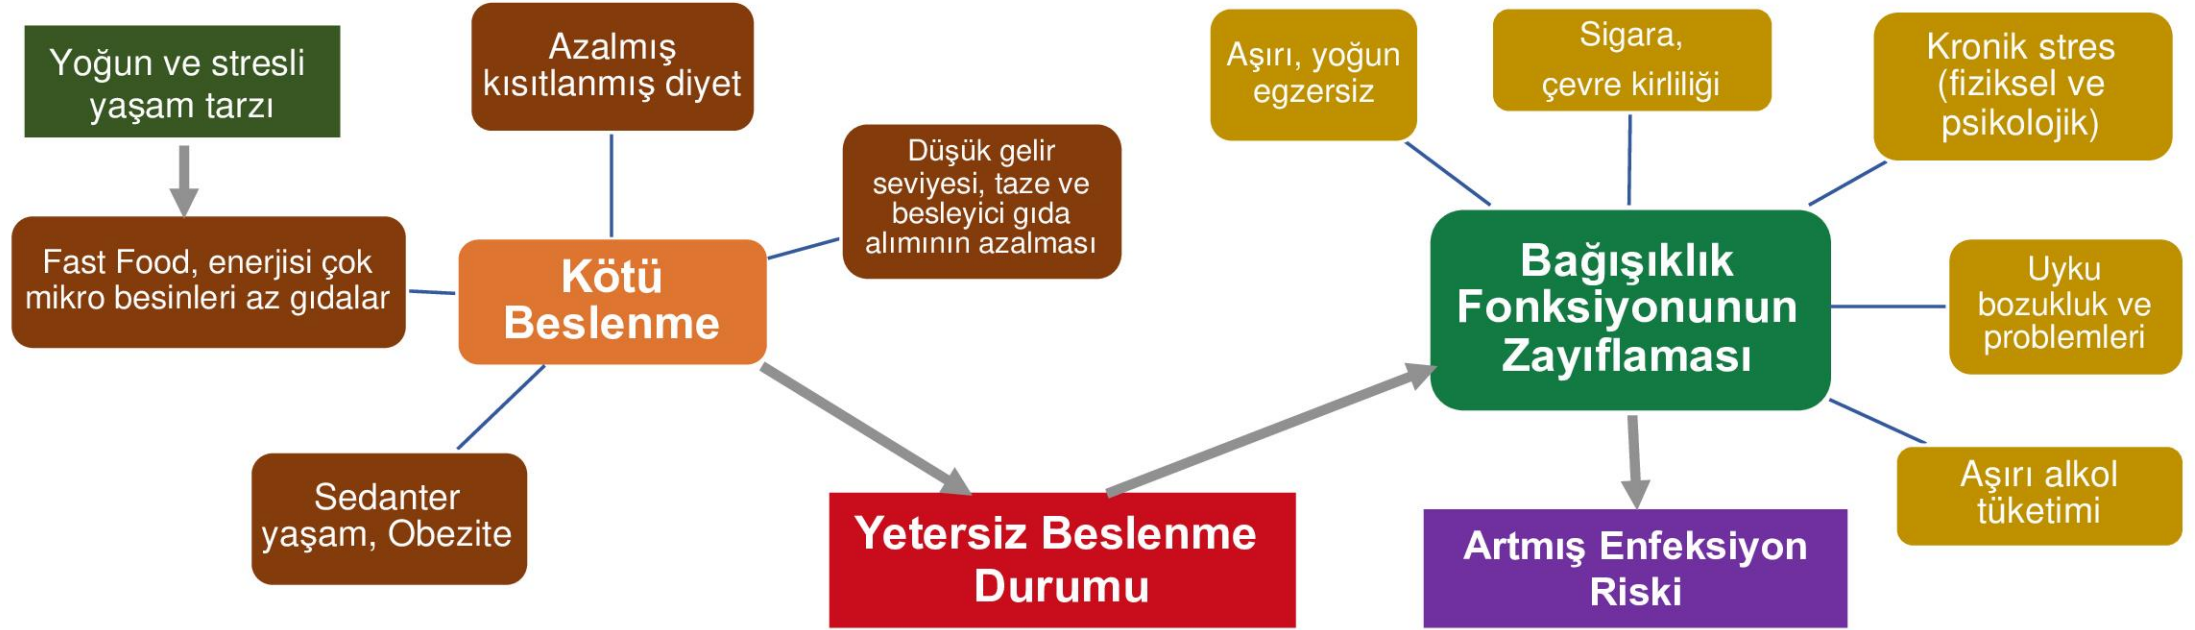 Yoğun ve stresli
yaşam tarzı
Azalmış
kısıtlanmış diyet
Düşük gelir
seviyesi, taze ve
besleyici gıda
alımının azalması
Fast Food, enerjisi çok
mikro besinleri az gıdalar
Kötü
Beslenme
Sedanter
yaşam, Obezite
Yetersiz Beslenme
Durumu
Aşırı, yoğun
egzersiz
Sigara,
çevre kirliliği
Kronik stres
(fiziksel ve
psikolojik)
Bağışıklık
Fonksiyonunun
Zayıflaması
Uyku
bozukluk ve
problemleri
Aşırı alkol
tüketimi
Artmış Enfeksiyon
Riski